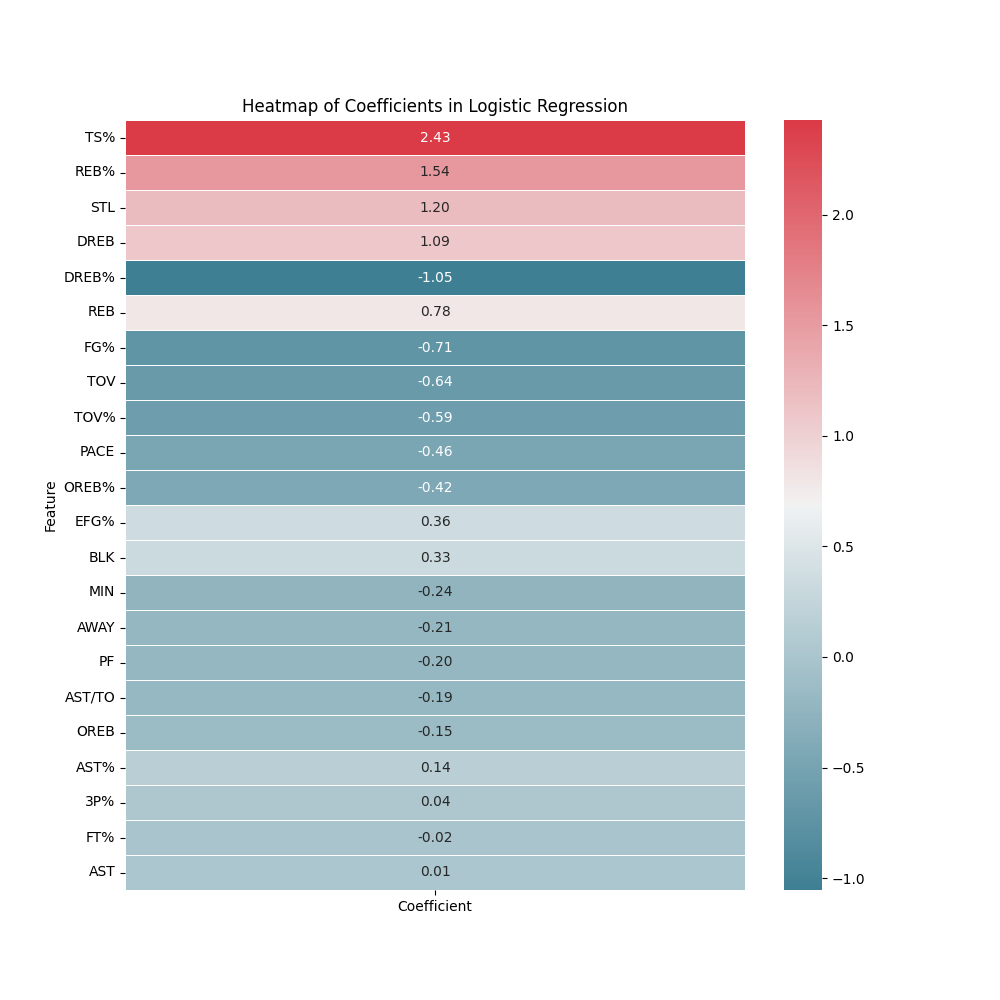 Heatmap of Coefficients in Logistic Regression
TS% 2.43
REB% 1.54
STL 1.20
DREB 1.09
DREB% -1.05
REB 0.78
FG% -0.71
TOV -0.64
TOV% -0.59
PACE -0.46
OREB% -0.42
EFG% 0.36
BLK 0.33
MIN -0.24
AWAY -0.21
PF -0.20
AST/TO -0.19
OREB -0.15
AST% 0.14
3P% 0.04
FT% -0.02
AST 0.01
Feature
Coefficient
2.0
1.5
1.0
0.5
0.0
−0.5
−1.0